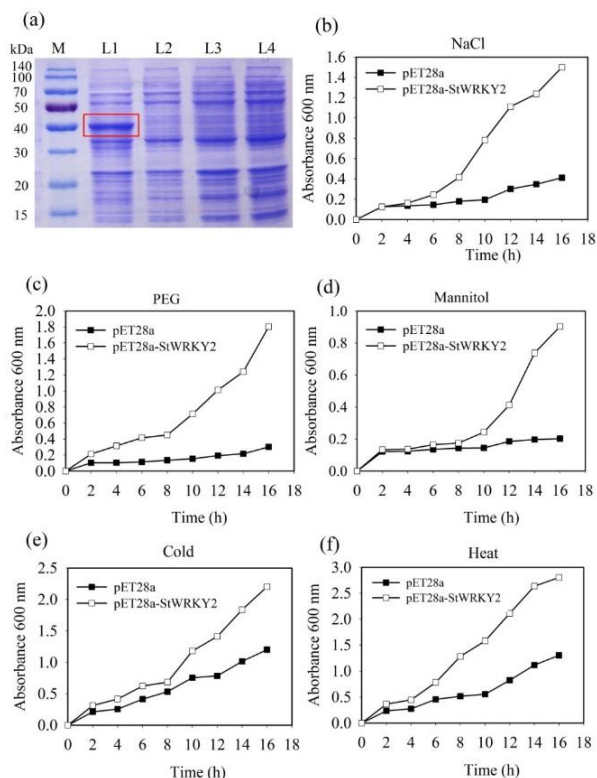 (a)
kDa M L1 L2 L3 L4
140
100
70
50
40
30
20
15
(b)
NaCl
pET28a
pET28a-StWRKY2
Absorbance 600 nm
1.6
1.4
1.2
1.0
0.8
0.6
0.4
0.2
0.0
0 2 4 6 8 10 12 14 16 18
Time (h)
(c)
PEG
pET28a
pET28a-StWRKY2
Absorbance 600 nm
2.0
1.8
1.6
1.4
1.2
1.0
0.8
0.6
0.4
0.2
0.0
0 2 4 6 8 10 12 14 16 18
Time (h)
(d)
Mannitol
pET28a
pET28a-StWRKY2
Absorbance 600 nm
1.0
0.8
0.6
0.4
0.2
0.0
0 2 4 6 8 10 12 14 16 18
Time (h)
(e)
Cold
pET28a
pET28a-StWRKY2
Absorbance 600 nm
2.5
2.0
1.5
1.0
0.5
0.0
0 2 4 6 8 10 12 14 16 18
Time (h)
(f)
Heat
pET28a
pET28a-StWRKY2
Absorbance 600 nm
3.0
2.5
2.0
1.5
1.0
0.5
0.0
0 2 4 6 8 10 12 14 16 18
Time (h)